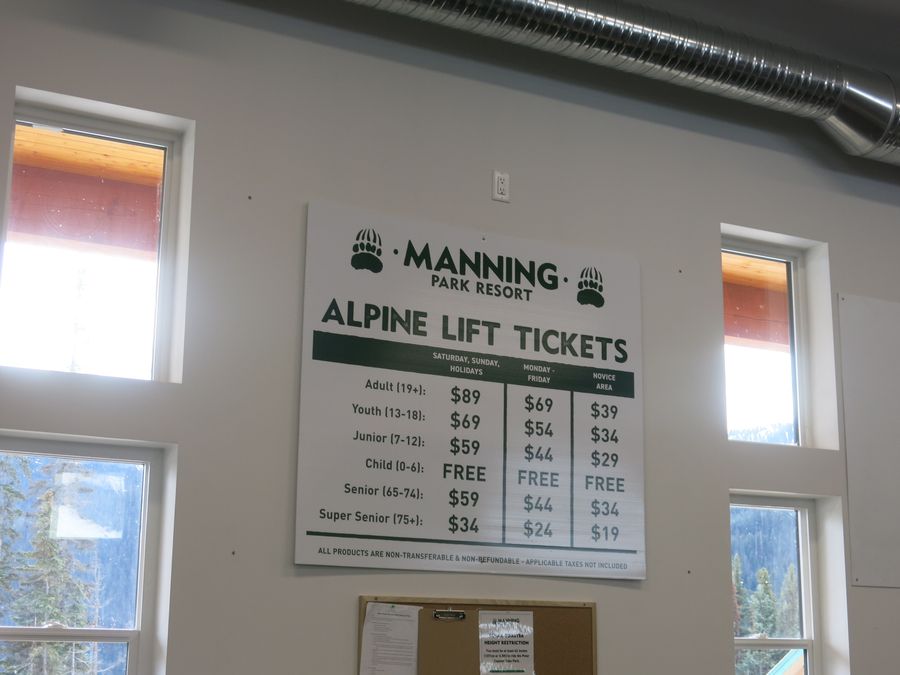 MANNING
PARK RESORT
ALPINE LIFT TICKETS
SATURDAY, SUNDAY, HOLIDAYS MONDAY - FRIDAY NOVICE AREA
Adult (19+): $89 $69 $39
Youth (13-18): $69 $54 $34
Junior (7-12): $59 $44 $29
Child (0-6): FREE FREE FREE
Senior (65-74): $59 $44 $34
Super Senior (75+): $34 $24 $19
ALL PRODUCTS ARE NON-TRANSFERABLE & NON-REFUNDABLE - APPLICABLE TAXES NOT INCLUDED
MANNING
HEIGHT RESTRICTION